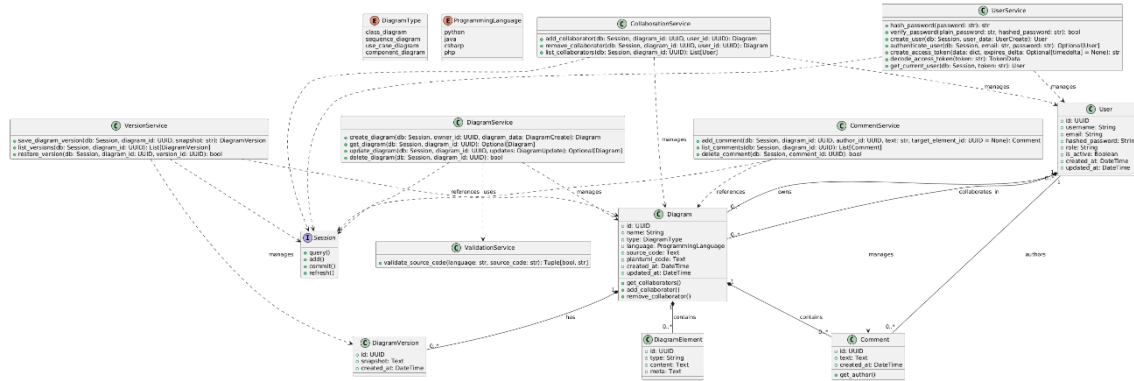 DiagramType
class_diagram
sequence_diagram
use_case_diagram
component_diagram
ProgrammingLanguage
python
java
csharp
php
CollaborationService
add_collaborator(db: Session, diagram_id: UUID, user_id: UUID): Diagram
remove_collaborator(db: Session, diagram_id: UUID, user_id: UUID): Diagram
list_collaborators(db: Session, diagram_id: UUID): List[User]
UserService
hash_password(password: str): str
verify_password(plain_password: str, hashed_password: str): bool
create_user(db: Session, user_data: UserCreate): User
authenticate_user(db: Session, email: str, password: str): Optional[User]
create_access_token(data: dict, expires_delta: Optional[timedelta] = None): str
decode_access_token(token: str): TokenData
get_current_user(db: Session, token: str): User
manages
manages
VersionService
save_diagram_version(db: Session, diagram_id: UUID, snapshot: str): DiagramVersion
list_versions(db: Session, diagram_id: UUID): List[DiagramVersion]
restore_version(db: Session, diagram_id: UUID, version_id: UUID): bool
DiagramService
create_diagram(db: Session, owner_id: UUID, diagram_data: DiagramCreate): Diagram
get_diagram(db: Session, diagram_id: UUID): Optional[Diagram]
update_diagram(db: Session, diagram_id: UUID, updates: DiagramUpdate): Optional[Diagram]
delete_diagram(db: Session, diagram_id: UUID): bool
manages
CommentService
add_comment(db: Session, diagram_id: UUID, author_id: UUID, text: str, target_element_id: UUID = None): Comment
list_comments(db: Session, diagram_id: UUID): List[Comment]
delete_comment(db: Session, comment_id: UUID): bool
User
id: UUID
username: String
email: String
hashed_password: String
role: String
is_active: Boolean
created_at: DateTime
updated_at: DateTime
references
uses
manages
references
owns
collaborates in
1
0..*
0..*
Session
query()
add()
commit()
refresh()
ValidationService
validate_source_code(language: str, source_code: str): Tuple[bool, str]
Diagram
id: UUID
name: String
type: DiagramType
language: ProgrammingLanguage
source_code: Text
plantuml_code: Text
created_at: DateTime
updated_at: DateTime
get_collaborators()
add_collaborator()
remove_collaborator()
manages
manages
authors
1
1
has
contains
contains
0..*
0..*
0..*
DiagramVersion
id: UUID
snapshot: Text
created_at: DateTime
DiagramElement
id: UUID
type: String
content: Text
meta: Text
Comment
id: UUID
text: Text
created_at: DateTime
get_author()